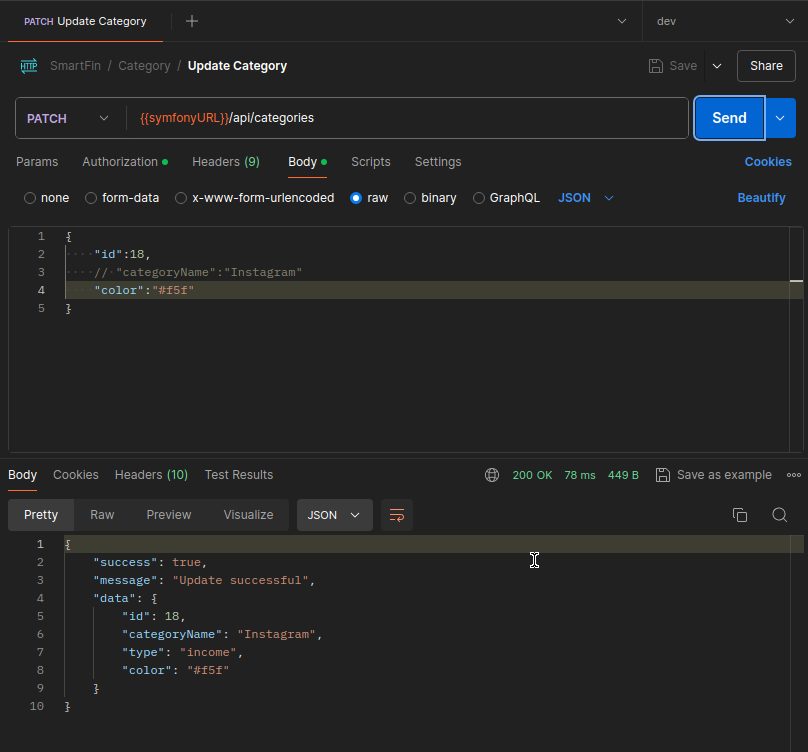 PATCH Update Category
dev
HTTP SmartFin / Category / Update Category Save Share
PATCH {{symfonyURL}}/api/categories Send
Params Authorization Headers (9) Body Scripts Settings Cookies
none form-data x-www-form-urlencoded raw binary GraphQL JSON Beautify
1 {
2 ····"id":18,
3 ····//·"categoryName":"Instagram"
4 ····"color":"#f5f"
5 }
Body Cookies Headers (10) Test Results 200 OK 78 ms 449 B Save as example
Pretty Raw Preview Visualize JSON
1 {
2 "success": true,
3 "message": "Update successful",
4 "data": {
5 "id": 18,
6 "categoryName": "Instagram",
7 "type": "income",
8 "color": "#f5f"
9 }
10 }